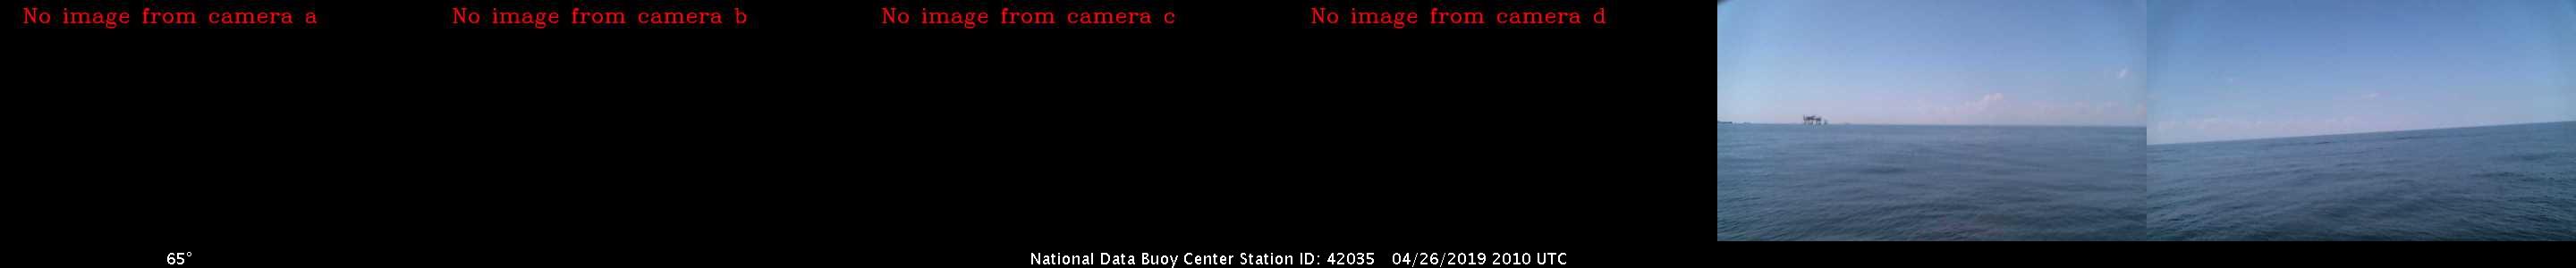 No image from camera a
No image from camera b
No image from camera c
No image from camera d
65°
National Data Buoy Center Station ID: 42035 04/26/2019 2010 UTC